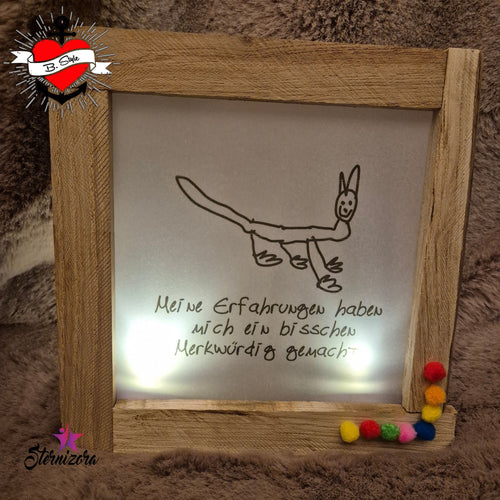 B. Style
Meine Erfahrungen haben
mich ein bisschen
Merkwürdig gemacht
Sternizora